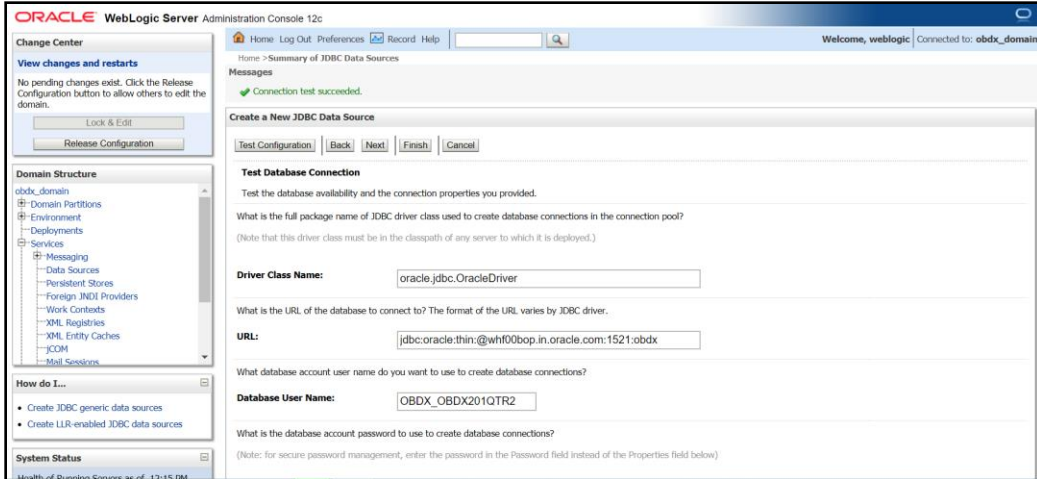 ORACLE WebLogic Server Administration Console 12c
Change Center
View changes and restarts
No pending changes exist. Click the Release
Configuration button to allow others to edit the
domain.
Lock & Edit
Release Configuration
Domain Structure
obdx_domain
Domain Partitions
Environment
Deployments
Services
Messaging
Data Sources
Persistent Stores
Foreign JNDI Providers
Work Contexts
XML Registries
XML Entity Caches
jCOM
Mail Sessions
How do I...
Create JDBC generic data sources
Create LLR-enabled JDBC data sources
System Status
Health of Running Servers as of 12:15 PM
Home Log Out Preferences Record Help
Welcome, weblogic Connected to: obdx_domain
Home >Summary of JDBC Data Sources
Messages
Connection test succeeded.
Create a New JDBC Data Source
Test Configuration Back Next Finish Cancel
Test Database Connection
Test the database availability and the connection properties you provided.
What is the full package name of JDBC driver class used to create database connections in the connection pool?
(Note that this driver class must be in the classpath of any server to which it is deployed.)
Driver Class Name: oracle.jdbc.OracleDriver
What is the URL of the database to connect to? The format of the URL varies by JDBC driver.
URL: jdbc:oracle:thin:@whf00bop.in.oracle.com:1521:obdx
What database account user name do you want to use to create database connections?
Database User Name: OBDX_OBDX201QTR2
What is the database account password to use to create database connections?
(Note: for secure password management, enter the password in the Password field instead of the Properties field below)